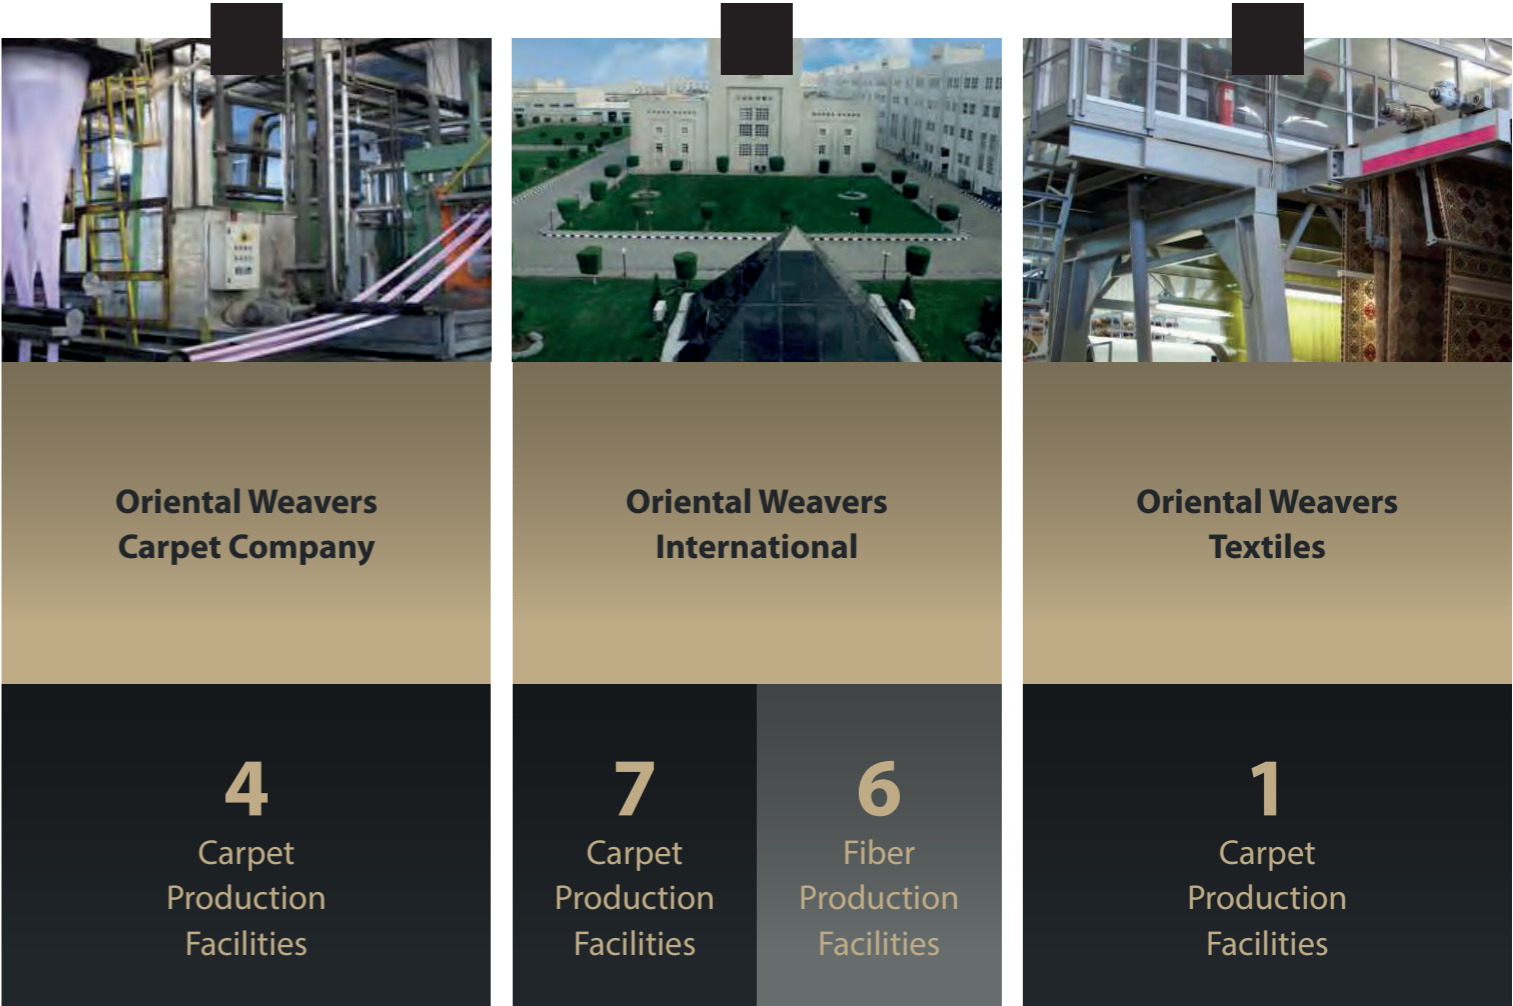 Oriental Weavers
Carpet Company
Oriental Weavers
International
Oriental Weavers
Textiles
4
Carpet
Production
Facilities
7
Carpet
Production
Facilities
6
Fiber
Production
Facilities
1
Carpet
Production
Facilities